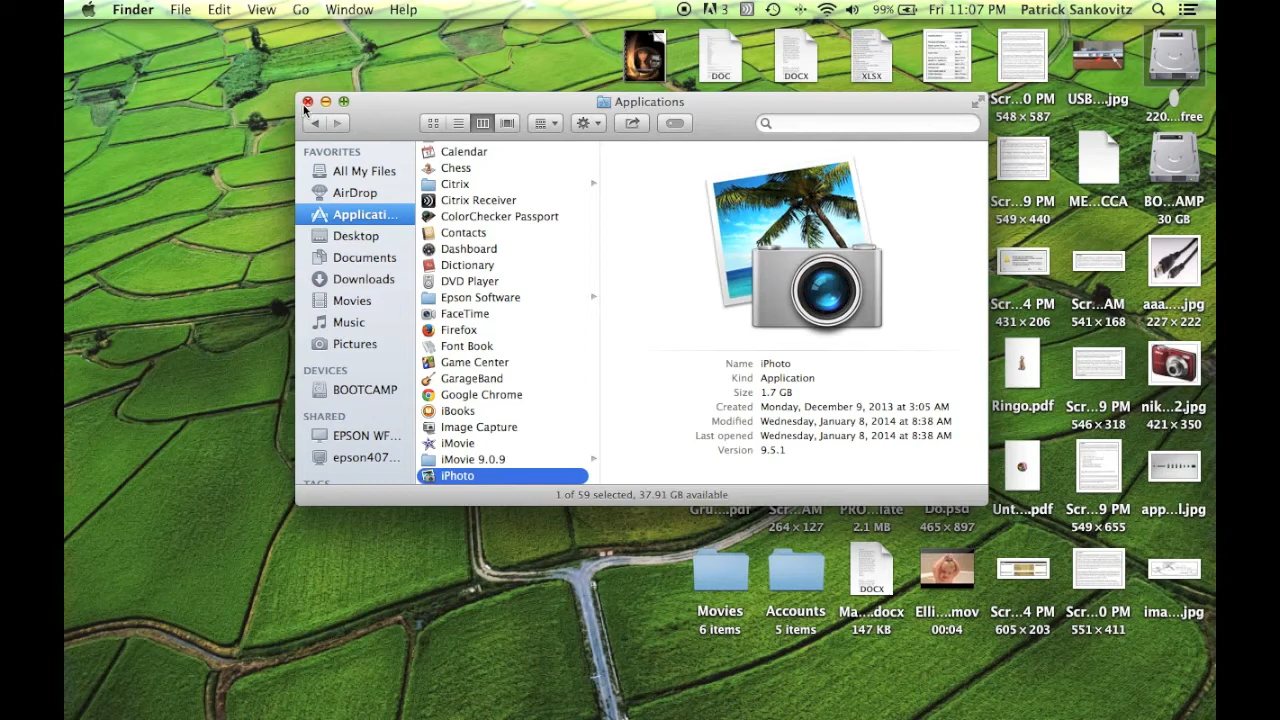 Finder File Edit View Go Window Help 3 99% Fri 11:07 PM Patrick Sankovitz
DOC DOCX XLSX
Scr...0 PM USB....jpg
548 × 587 220....free
Applications
FAVORITES
All My Files
AirDrop
Applicati...
Desktop
Documents
Downloads
Movies
Music
Pictures
DEVICES
BOOTCAMP
SHARED
EPSON WF...
epson407...
Calendar
Chess
Citrix
Citrix Receiver
ColorChecker Passport
Contacts
Dashboard
Dictionary
DVD Player
Epson Software
FaceTime
Firefox
Font Book
Game Center
GarageBand
Google Chrome
iBooks
Image Capture
iMovie
iMovie 9.0.9
iPhoto
Name iPhoto
Kind Application
Size 1.7 GB
Created Monday, December 9, 2013 at 3:05 AM
Modified Wednesday, January 8, 2014 at 8:38 AM
Last opened Wednesday, January 8, 2014 at 8:38 AM
Version 9.5.1
1 of 59 selected, 37.91 GB available
Scr...9 PM ME...CCA BO...AMP
549 × 440 30 GB
Scr...4 PM Scr...AM aaa....jpg
431 × 206 541 × 168 227 × 222
Ringo.pdf Scr...9 PM nik...2.jpg
546 × 318 421 × 350
Gru....pdf Scr...AM PRO...late Do.psd Unt....pdf Scr...9 PM app...l.jpg
264 × 127 2.1 MB 465 × 897 549 × 655
DOCX
Movies Accounts Ma....docx Elli....mov Scr...4 PM Scr...0 PM ima....jpg
6 items 5 items 147 KB 00:04 605 × 203 551 × 411